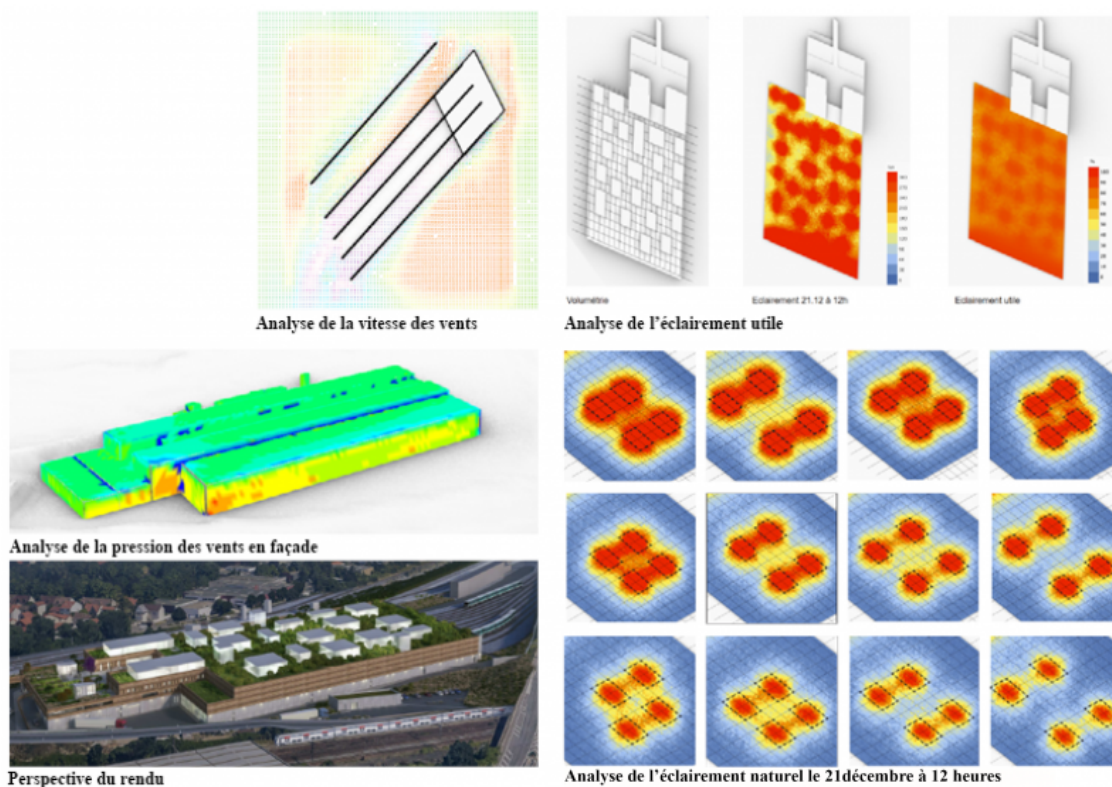 Analyse de la vitesse des vents
Volumétrie
Eclairement 21.12 à 12h
Eclairement utile
Analyse de l’éclairement utile
Analyse de la pression des vents en façade
Perspective du rendu
Analyse de l’éclairement naturel le 21décembre à 12 heures